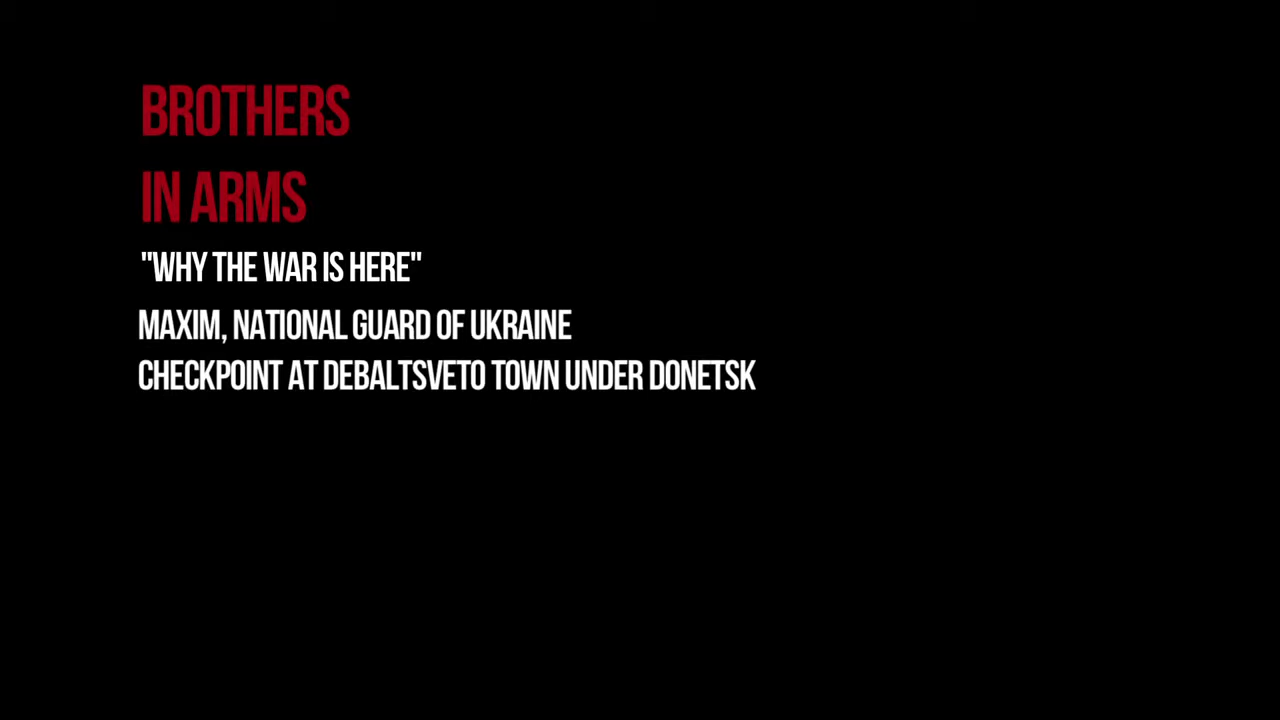 BROTHERS
IN ARMS
"WHY THE WAR IS HERE"
MAXIM, NATIONAL GUARD OF UKRAINE
CHECKPOINT AT DEBALTSVETO TOWN UNDER DONETSK